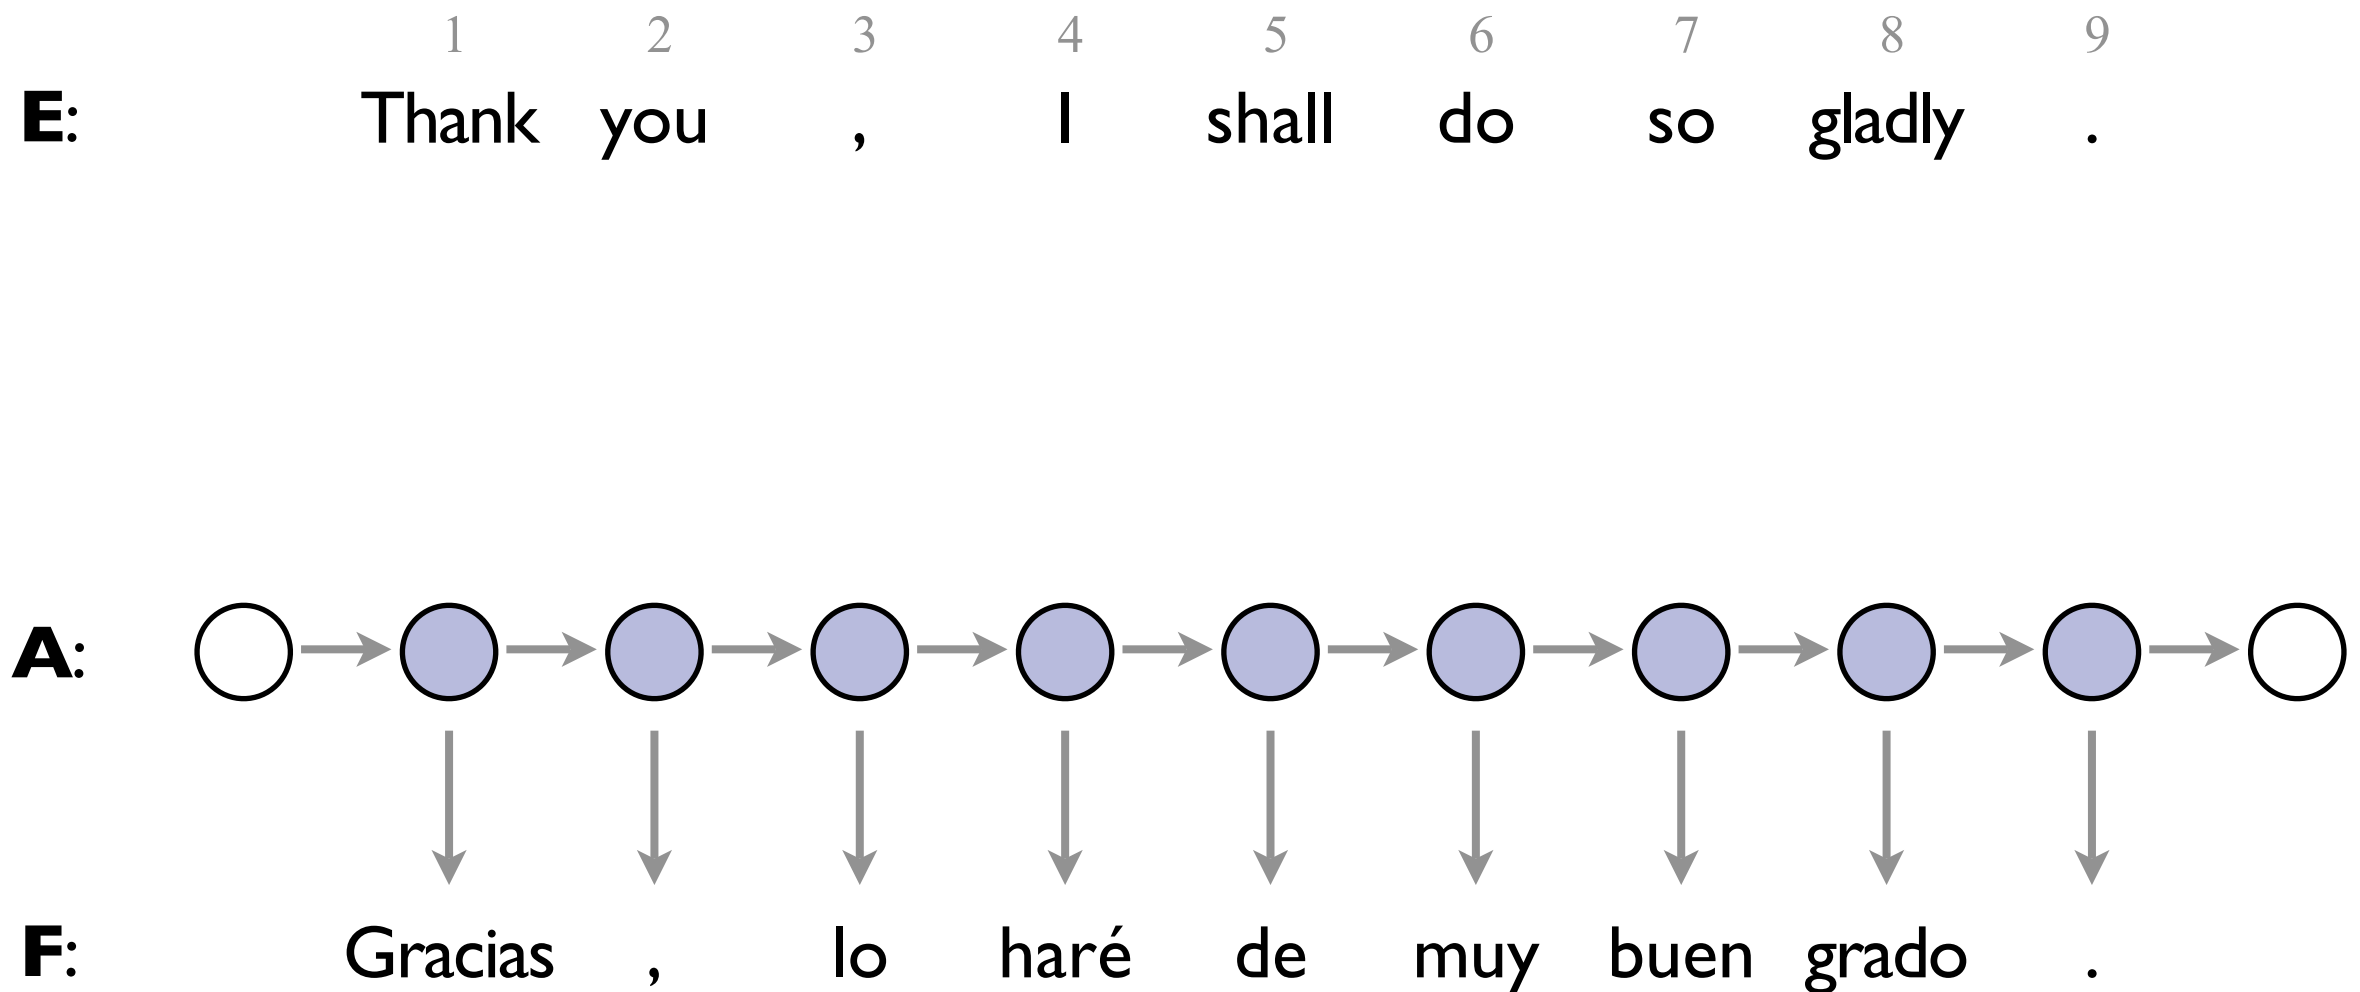 1 2 3 4 5 6 7 8 9
E: Thank you , I shall do so gladly .
A:
F: Gracias , lo haré de muy buen grado .